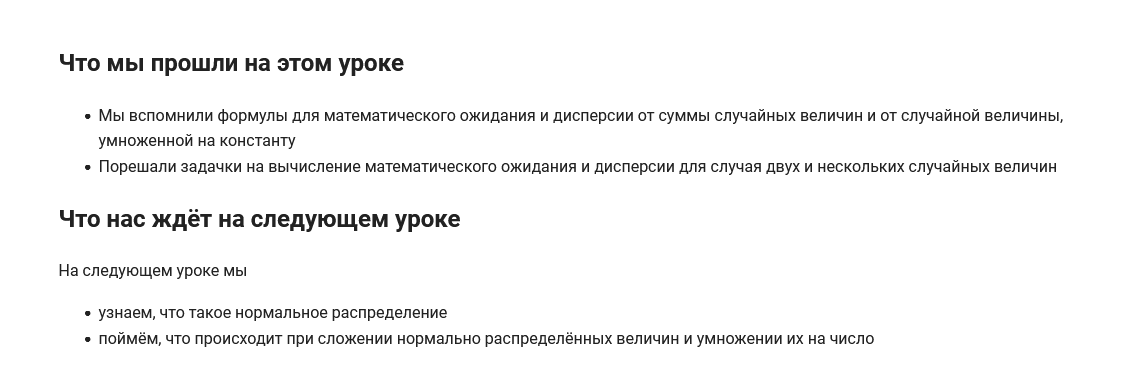 Что мы прошли на этом уроке
• Мы вспомнили формулы для математического ожидания и дисперсии от суммы случайных величин и от случайной величины,
умноженной на константу
• Порешали задачки на вычисление математического ожидания и дисперсии для случая двух и нескольких случайных величин
Что нас ждёт на следующем уроке
На следующем уроке мы
• узнаем, что такое нормальное распределение
• поймём, что происходит при сложении нормально распределённых величин и умножении их на число